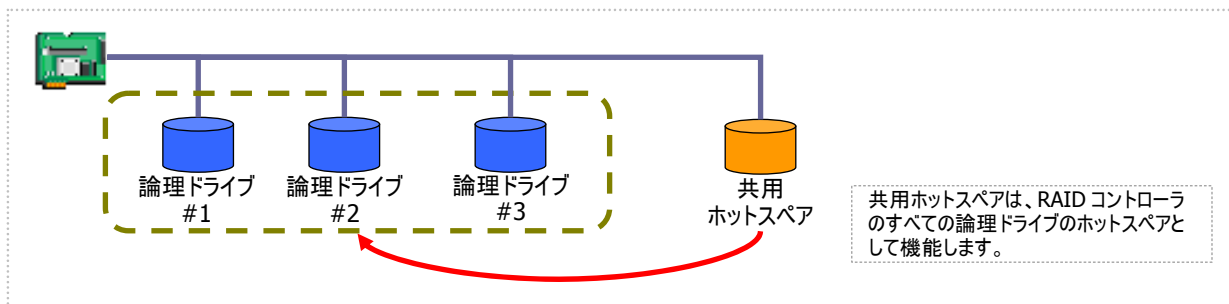 論理ドライブ
#1
論理ドライブ
#2
論理ドライブ
#3
共用
ホットスペア
共用ホットスペアは、RAID コントローラ
のすべての論理ドライブのホットスペアと
して機能します。